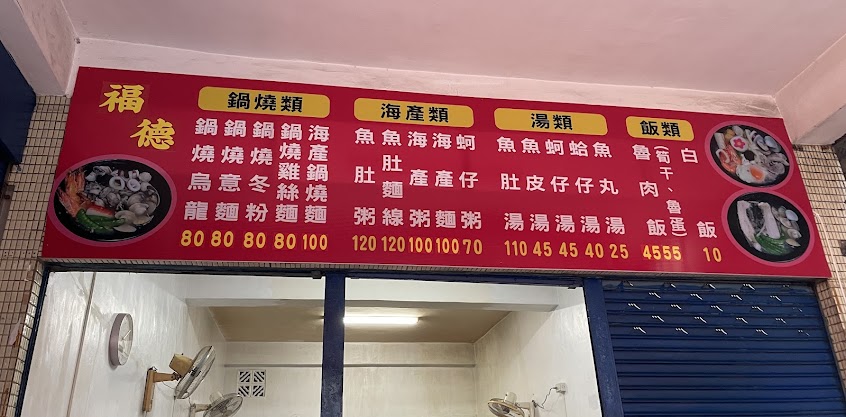 福德
鍋燒類
鍋燒烏龍 80
鍋燒意麵 80
鍋燒冬粉 80
鍋燒雞絲麵 80
海產鍋燒麵 100
海產類
魚肚粥 120
魚肚麵線 120
海產粥 100
海產麵 100
蚵仔粥 70
湯類
魚肚湯 110
魚皮湯 45
蚵仔湯 45
蛤仔湯 40
魚丸湯 25
飯類
魯肉飯(筍干、魯蛋) 4555
白飯 10